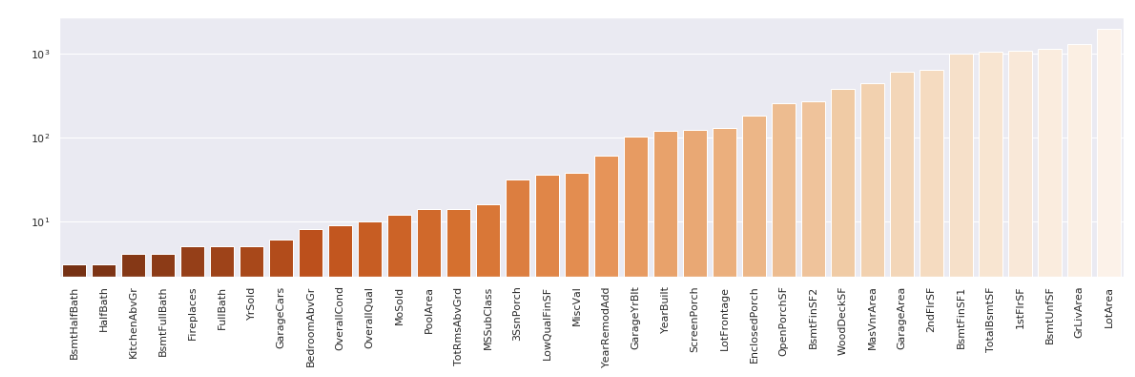 10³
10²
10¹
BsmtHalfBath
HalfBath
KitchenAbvGr
BsmtFullBath
Fireplaces
FullBath
YrSold
GarageCars
BedroomAbvGr
OverallCond
OverallQual
MoSold
PoolArea
TotRmsAbvGrd
MSSubClass
3SsnPorch
LowQualFinSF
MiscVal
YearRemodAdd
GarageYrBlt
YearBuilt
ScreenPorch
LotFrontage
EnclosedPorch
OpenPorchSF
BsmtFinSF2
WoodDeckSF
MasVnrArea
GarageArea
2ndFlrSF
BsmtFinSF1
TotalBsmtSF
1stFlrSF
BsmtUnfSF
GrLivArea
LotArea